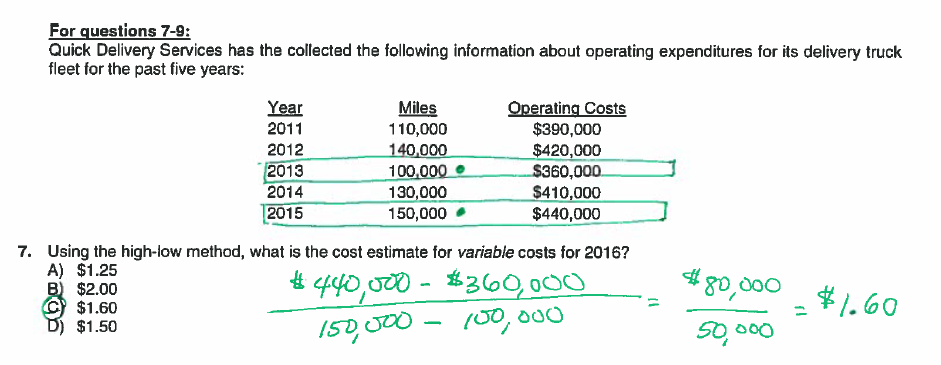 For questions 7-9:
Quick Delivery Services has the collected the following information about operating expenditures for its delivery truck
fleet for the past five years:
Year Miles Operating Costs
2011 110,000 $390,000
2012 140,000 $420,000
2013 100,000 $360,000
2014 130,000 $410,000
2015 150,000 $440,000
7. Using the high-low method, what is the cost estimate for variable costs for 2016?
A) $1.25
B) $2.00
C) $1.60
D) $1.50
$440,000 - $360,000
150,000 - 100,000
= $80,000
50,000
= $1.60